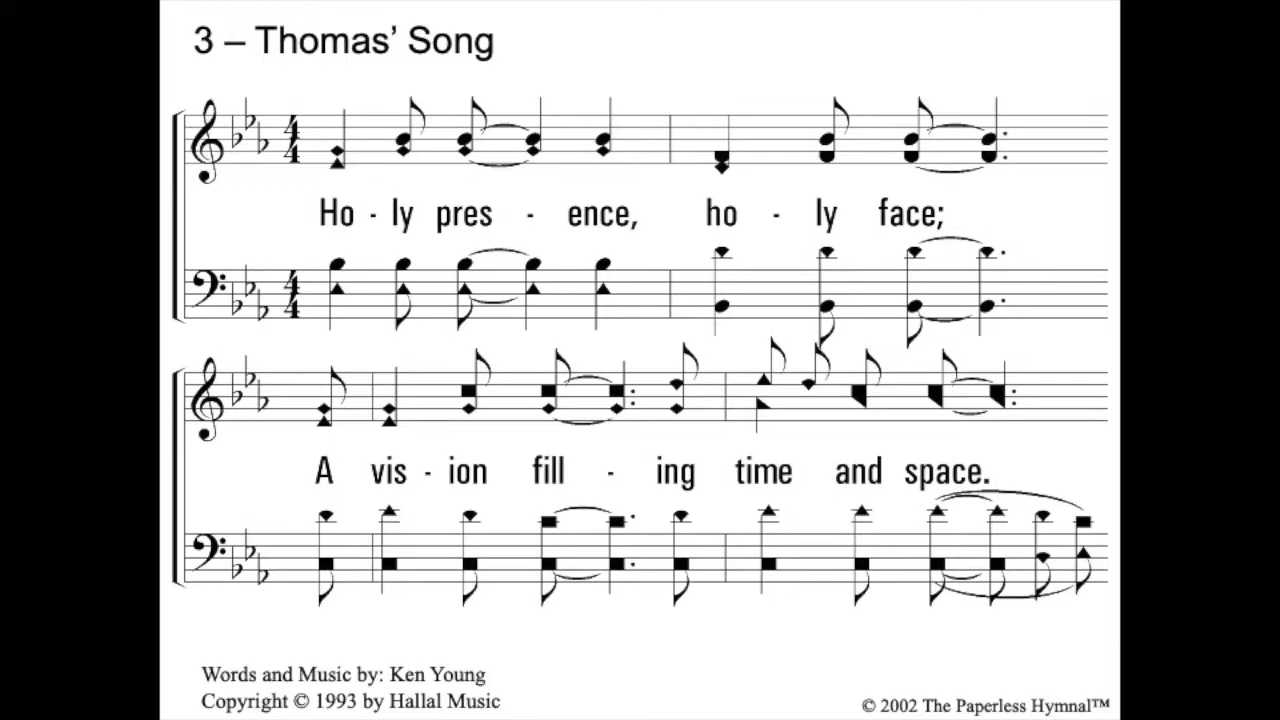 3 – Thomas’ Song
Ho - ly pres - ence, ho - ly face;
A vis - ion fill - ing time and space.
Words and Music by: Ken Young
Copyright © 1993 by Hallal Music
© 2002 The Paperless Hymnal™